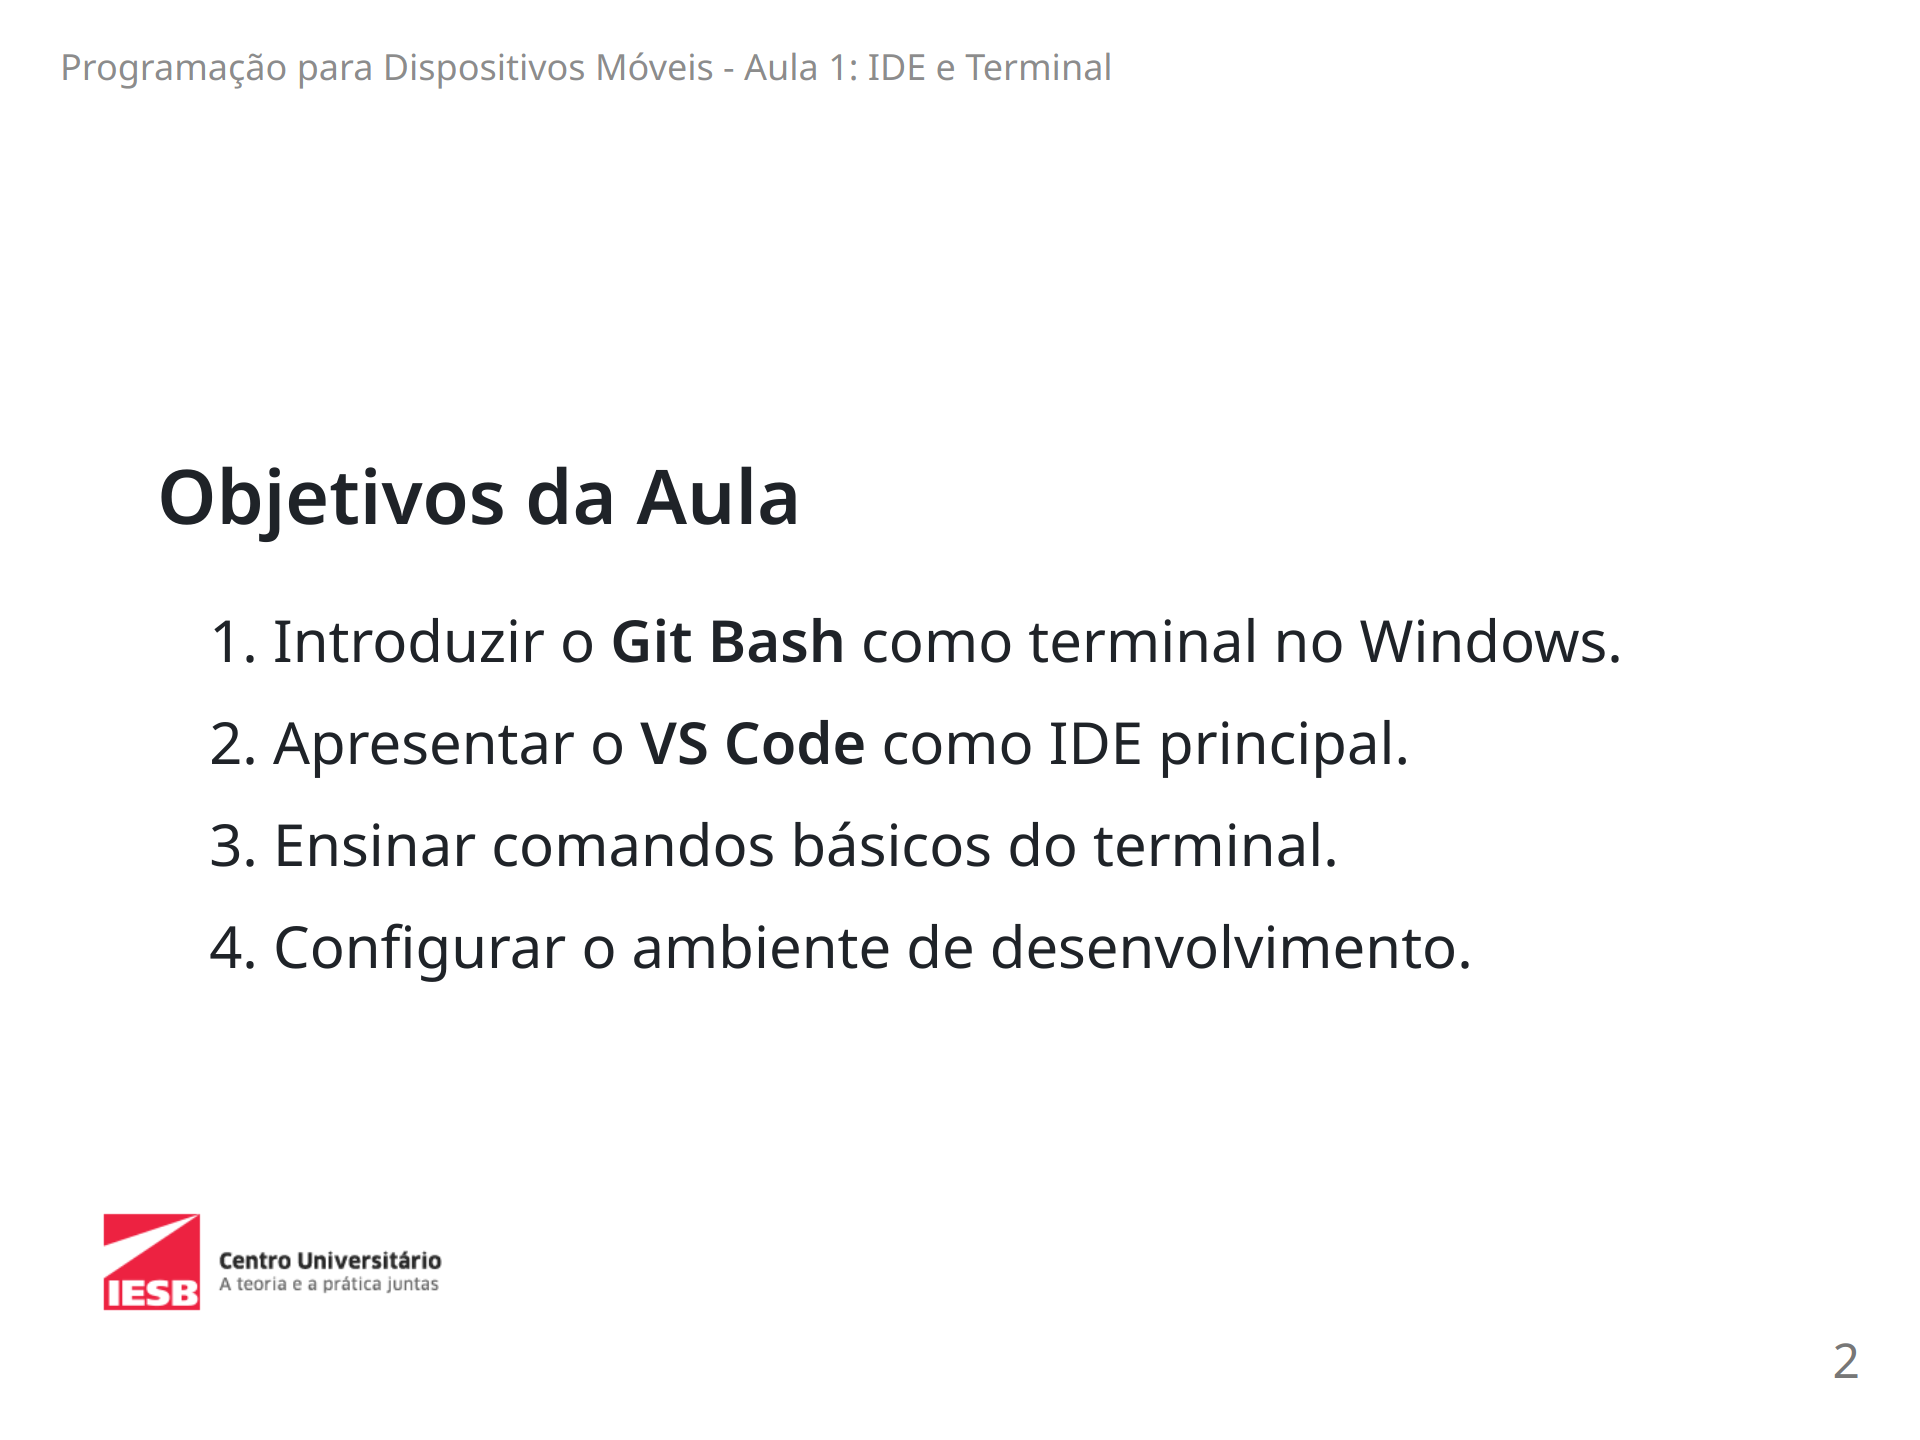 Programação para Dispositivos Móveis - Aula 1: IDE e Terminal
Objetivos da Aula
1. Introduzir o Git Bash como terminal no Windows.
2. Apresentar o VS Code como IDE principal.
3. Ensinar comandos básicos do terminal.
4. Configurar o ambiente de desenvolvimento.
IESB
Centro Universitário
A teoria e a prática juntas
2